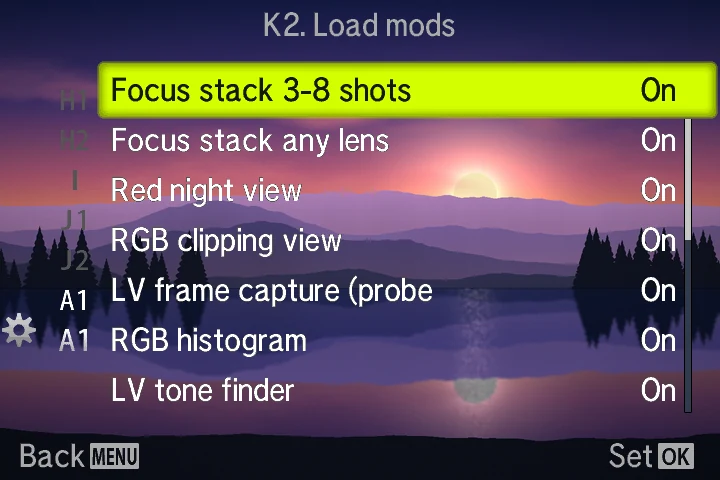 K2. Load mods
Focus stack 3-8 shots On
Focus stack any lens On
Red night view On
RGB clipping view On
LV frame capture (probe On
RGB histogram On
LV tone finder On
H1
H2
I
J1
J2
A1
A1
Back MENU
Set OK